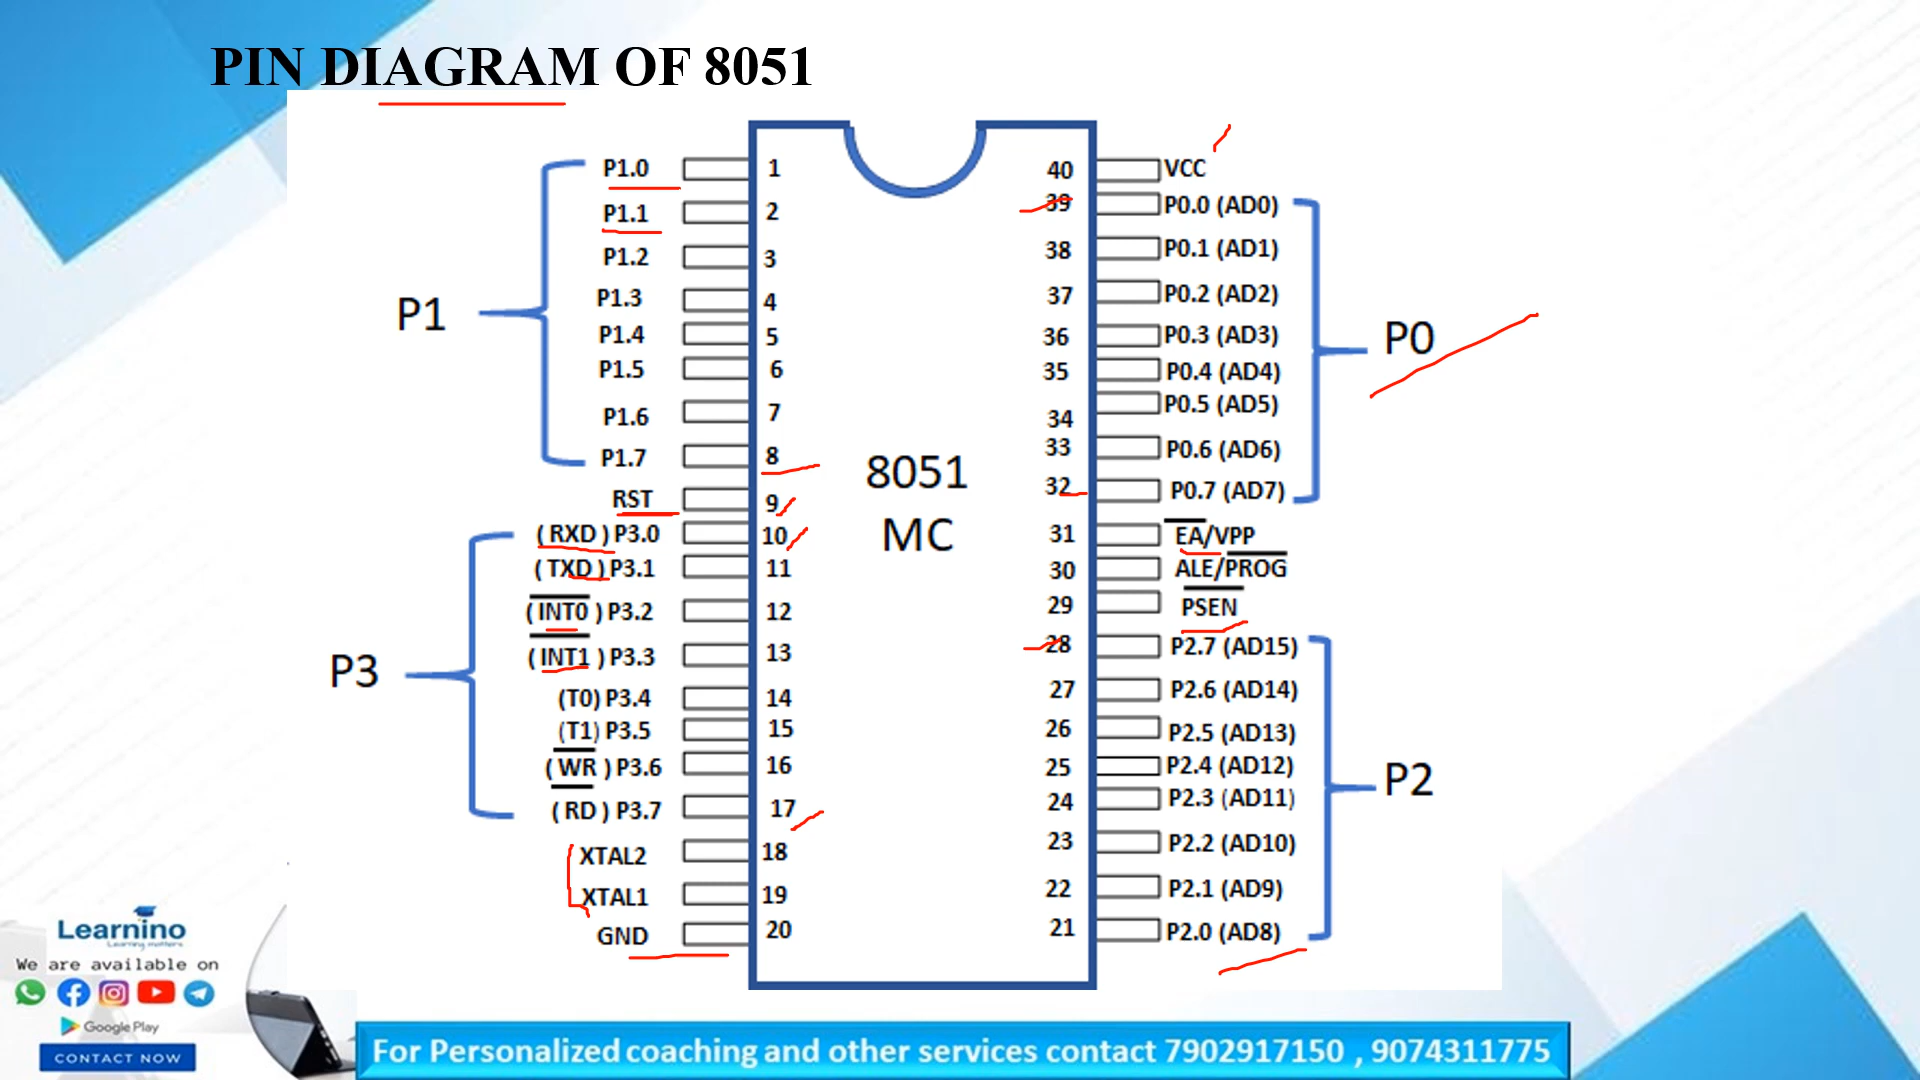 PIN DIAGRAM OF 8051
P1
P1.0 1
P1.1 2
P1.2 3
P1.3 4
P1.4 5
P1.5 6
P1.6 7
P1.7 8
RST 9
P3
( RXD ) P3.0 10
( TXD ) P3.1 11
( INT0 ) P3.2 12
( INT1 ) P3.3 13
(T0) P3.4 14
(T1) P3.5 15
( WR ) P3.6 16
( RD ) P3.7 17
XTAL2 18
XTAL1 19
GND 20
8051
MC
40 VCC
39 P0.0 (AD0)
38 P0.1 (AD1)
37 P0.2 (AD2)
36 P0.3 (AD3)
35 P0.4 (AD4)
34 P0.5 (AD5)
33 P0.6 (AD6)
32 P0.7 (AD7)
P0
31 EA/VPP
30 ALE/PROG
29 PSEN
28 P2.7 (AD15)
27 P2.6 (AD14)
26 P2.5 (AD13)
25 P2.4 (AD12)
24 P2.3 (AD11)
23 P2.2 (AD10)
22 P2.1 (AD9)
21 P2.0 (AD8)
P2
Learnino
Learning matters
We are available on
Google Play
CONTACT NOW
For Personalized coaching and other services contact 7902917150 , 9074311775